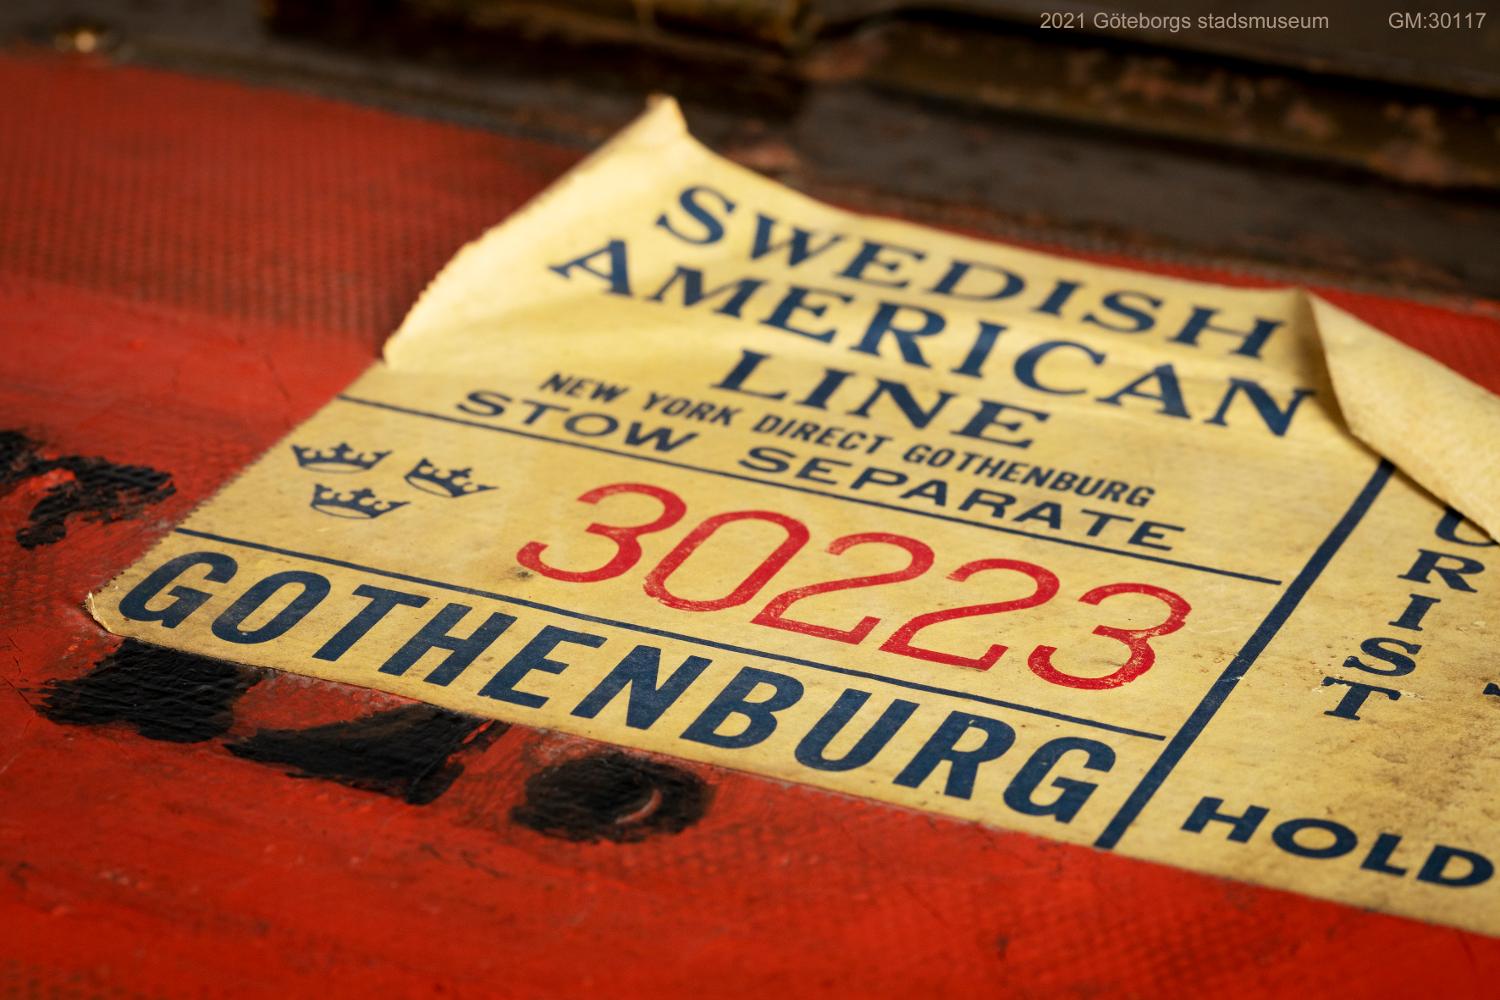 2021 Göteborgs stadsmuseum GM:30117
SWEDISH
AMERICAN
LINE
NEW YORK DIRECT GOTHENBURG
STOW SEPARATE
30223
GOTHENBURG
HOLD